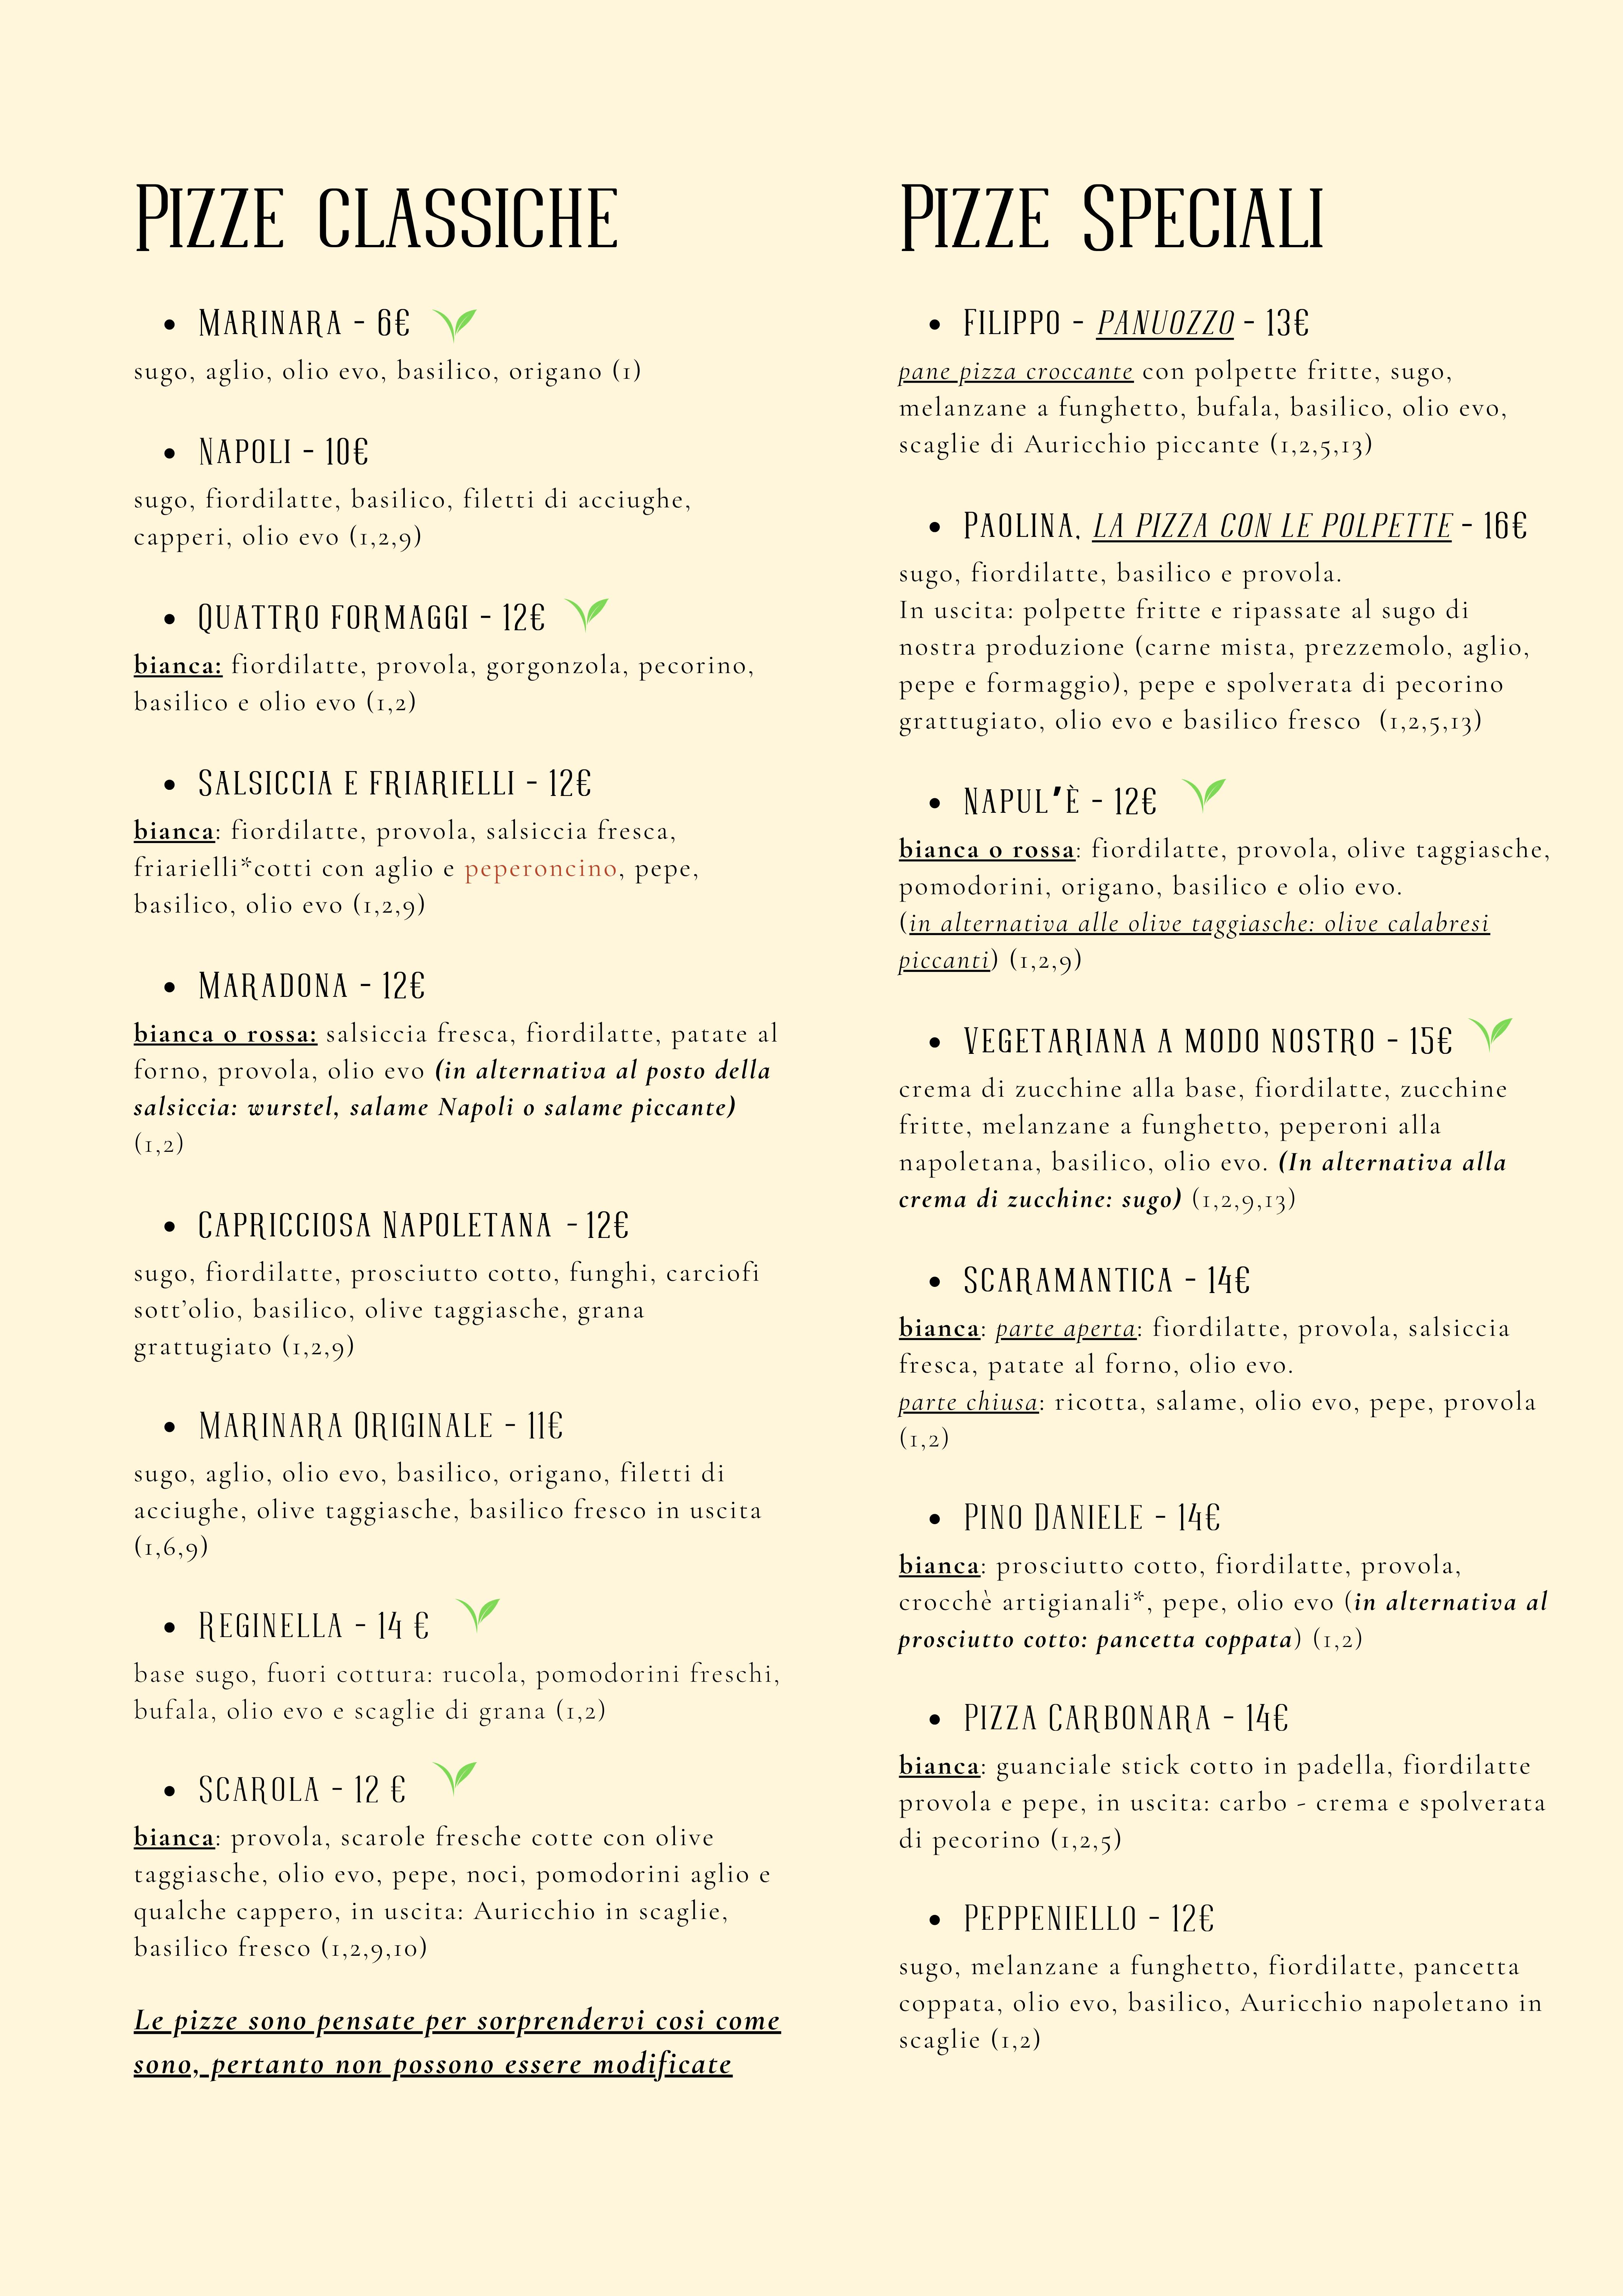 Pizze classiche
• Marinara - 6€
sugo, aglio, olio evo, basilico, origano (1)
• Napoli - 10€
sugo, fiordilatte, basilico, filetti di acciughe,
capperi, olio evo (1,2,9)
• Quattro formaggi - 12€
bianca: fiordilatte, provola, gorgonzola, pecorino,
basilico e olio evo (1,2)
• Salsiccia e friarielli - 12€
bianca: fiordilatte, provola, salsiccia fresca,
friarielli*cotti con aglio e peperoncino, pepe,
basilico, olio evo (1,2,9)
• Maradona - 12€
bianca o rossa: salsiccia fresca, fiordilatte, patate al
forno, provola, olio evo (in alternativa al posto della
salsiccia: wurstel, salame Napoli o salame piccante)
(1,2)
• Capricciosa Napoletana - 12€
sugo, fiordilatte, prosciutto cotto, funghi, carciofi
sott'olio, basilico, olive taggiasche, grana
grattugiato (1,2,9)
• Marinara Originale - 11€
sugo, aglio, olio evo, basilico, origano, filetti di
acciughe, olive taggiasche, basilico fresco in uscita
(1,6,9)
• Reginella - 14 €
base sugo, fuori cottura: rucola, pomodorini freschi,
bufala, olio evo e scaglie di grana (1,2)
• Scarola - 12 €
bianca: provola, scarole fresche cotte con olive
taggiasche, olio evo, pepe, noci, pomodorini aglio e
qualche cappero, in uscita: Auricchio in scaglie,
basilico fresco (1,2,9,10)
Le pizze sono pensate per sorprendervi cosi come
sono, pertanto non possono essere modificate
Pizze Speciali
• Filippo - panuozzo - 13€
pane pizza croccante con polpette fritte, sugo,
melanzane a funghetto, bufala, basilico, olio evo,
scaglie di Auricchio piccante (1,2,5,13)
• Paolina, la pizza con le polpette - 16€
sugo, fiordilatte, basilico e provola.
In uscita: polpette fritte e ripassate al sugo di
nostra produzione (carne mista, prezzemolo, aglio,
pepe e formaggio), pepe e spolverata di pecorino
grattugiato, olio evo e basilico fresco (1,2,5,13)
• Napul'è - 12€
bianca o rossa: fiordilatte, provola, olive taggiasche,
pomodorini, origano, basilico e olio evo.
(in alternativa alle olive taggiasche: olive calabresi
piccanti) (1,2,9)
• Vegetariana a modo nostro - 15€
crema di zucchine alla base, fiordilatte, zucchine
fritte, melanzane a funghetto, peperoni alla
napoletana, basilico, olio evo. (In alternativa alla
crema di zucchine: sugo) (1,2,9,13)
• Scaramantica - 14€
bianca: parte aperta: fiordilatte, provola, salsiccia
fresca, patate al forno, olio evo.
parte chiusa: ricotta, salame, olio evo, pepe, provola
(1,2)
• Pino Daniele - 14€
bianca: prosciutto cotto, fiordilatte, provola,
crocchè artigianali*, pepe, olio evo (in alternativa al
prosciutto cotto: pancetta coppata) (1,2)
• Pizza Carbonara - 14€
bianca: guanciale stick cotto in padella, fiordilatte
provola e pepe, in uscita: carbo - crema e spolverata
di pecorino (1,2,5)
• Peppeniello - 12€
sugo, melanzane a funghetto, fiordilatte, pancetta
coppata, olio evo, basilico, Auricchio napoletano in
scaglie (1,2)